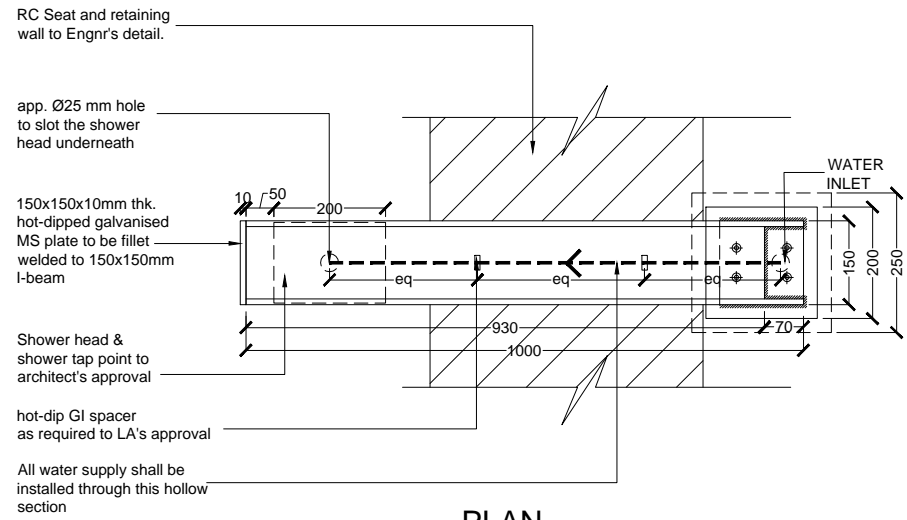 RC Seat and retaining
wall to Engnr's detail.
app. Ø25 mm hole
to slot the shower
head underneath
WATER
INLET
10
50
200
150x150x10mm thk.
hot-dipped galvanised
MS plate to be fillet
welded to 150x150mm
I-beam
eq
eq
eq
150
200
250
930
70
1000
Shower head &
shower tap point to
architect's approval
hot-dip GI spacer
as required to LA's approval
All water supply shall be
installed through this hollow
section
PLAN